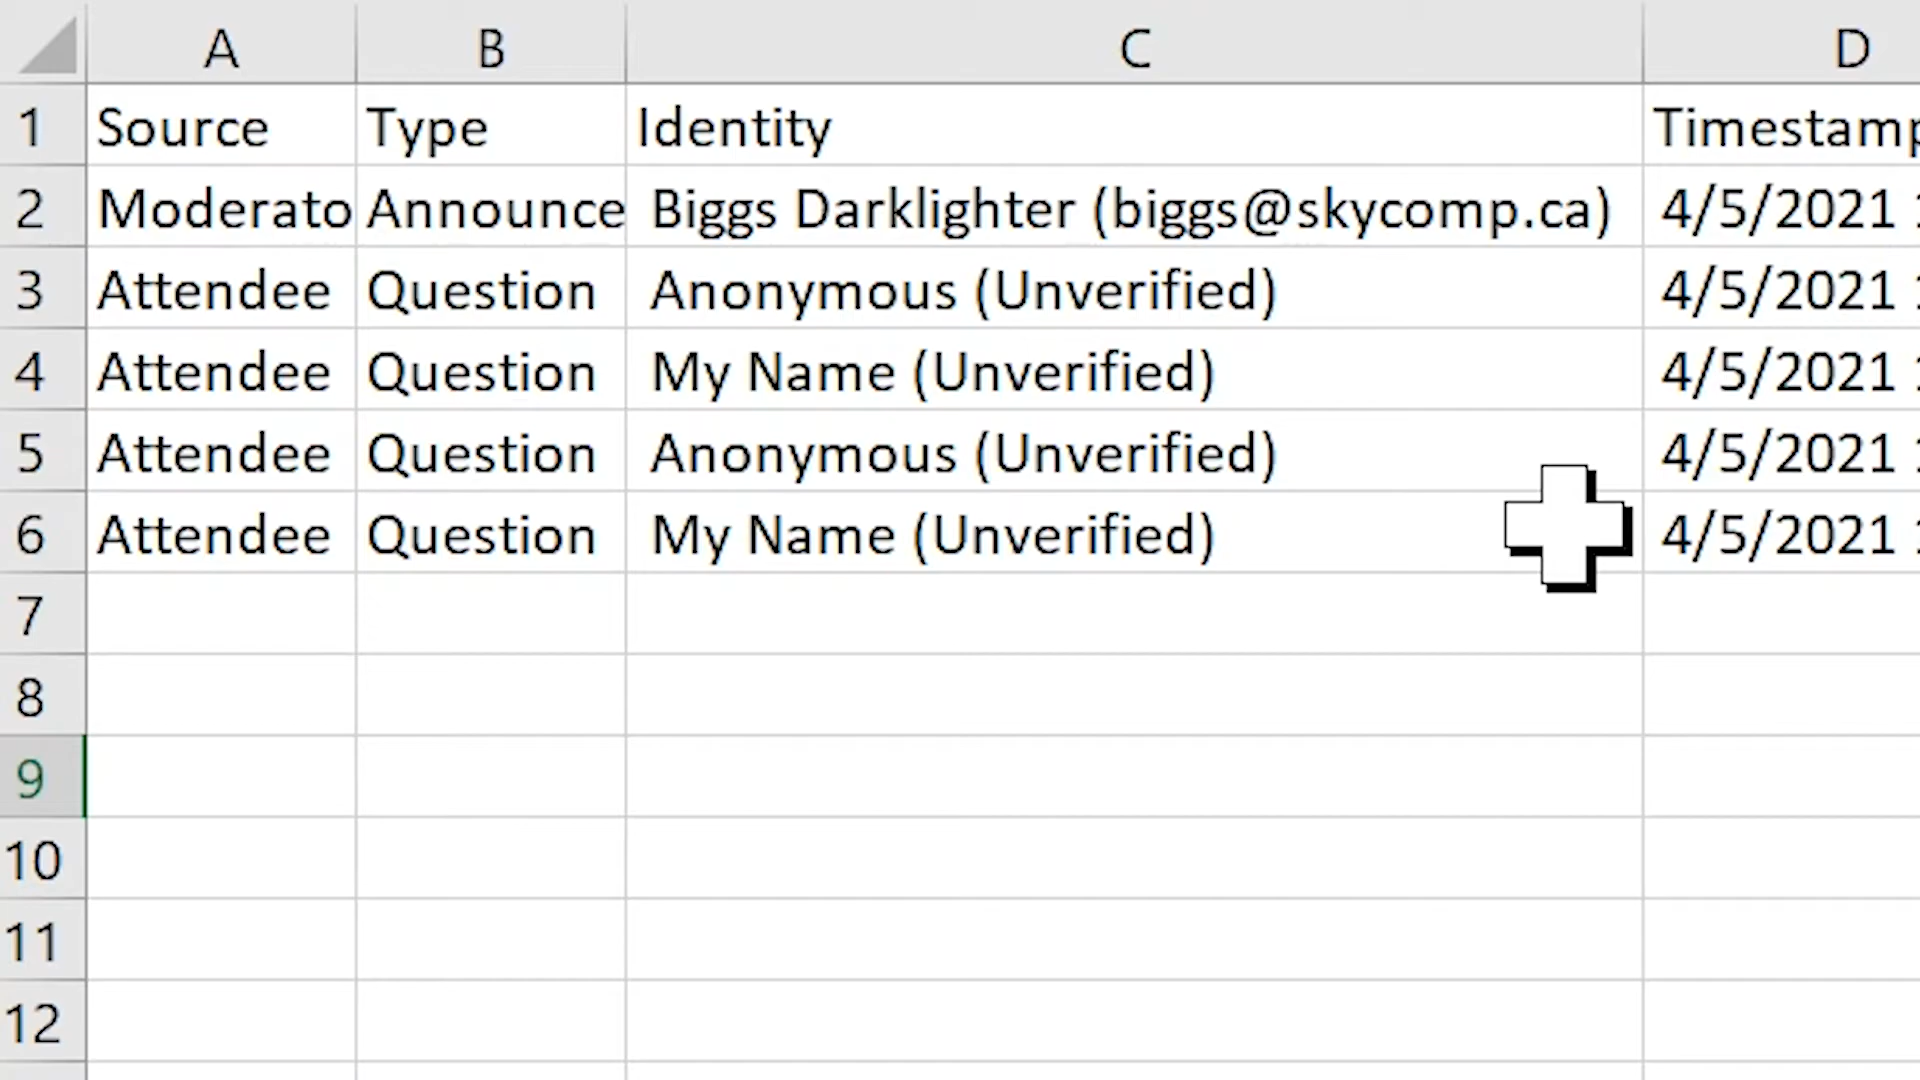 A B C D
1 Source Type Identity Timestamp
2 Moderato Announce Biggs Darklighter (biggs@skycomp.ca) 4/5/2021
3 Attendee Question Anonymous (Unverified) 4/5/2021
4 Attendee Question My Name (Unverified) 4/5/2021
5 Attendee Question Anonymous (Unverified) 4/5/2021
6 Attendee Question My Name (Unverified) 4/5/2021
7
8
9
10
11
12